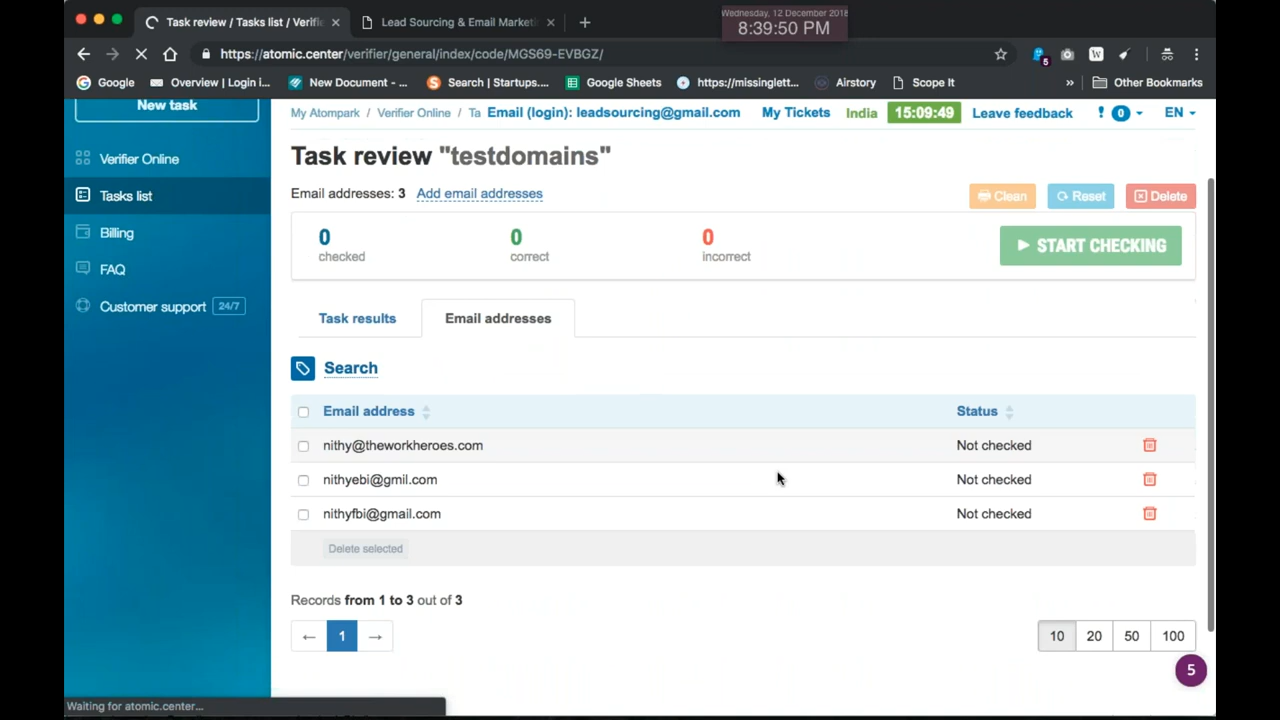 Wednesday, 12 December 2018
8:39:50 PM
Task review / Tasks list / Verifi
Lead Sourcing & Email Market
https://atomic.center/verifier/general/index/code/MGS69-EVBGZ/
5
W
Google
Overview | Login i...
New Document - ...
Search | Startups...
Google Sheets
https://missinglett...
Airstory
Scope It
»
Other Bookmarks
New task
Verifier Online
Tasks list
Billing
FAQ
Customer support 24/7
My Atompark / Verifier Online / Ta
Email (login): leadsourcing@gmail.com
My Tickets
India
15:09:49
Leave feedback
! 0
EN
Task review "testdomains"
Email addresses: 3 Add email addresses
Clean
Reset
Delete
0
checked
0
correct
0
incorrect
START CHECKING
Task results
Email addresses
Search
Email address
Status
nithy@theworkheroes.com
Not checked
nithyebi@gmil.com
Not checked
nithyfbi@gmail.com
Not checked
Delete selected
Records from 1 to 3 out of 3
← 1 →
10 20 50 100
5
Waiting for atomic.center...